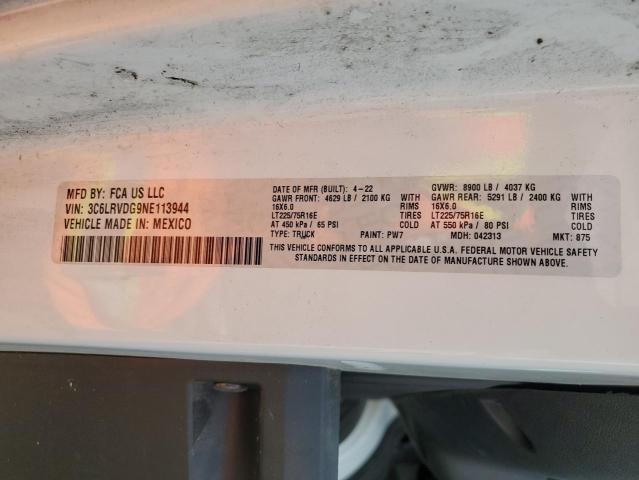 MFD BY: FCA US LLC
VIN: 3C6LRVDG9NE113944
VEHICLE MADE IN: MEXICO
DATE OF MFR (BUILT): 4-22
GAWR FRONT: 4629 LB / 2100 KG
16X6.0
LT225/75R16E
AT 450 kPa / 65 PSI
TYPE: TRUCK
WITH
RIMS
TIRES
COLD
PAINT: PW7
GVWR: 8900 LB / 4037 KG
GAWR REAR: 5291 LB / 2400 KG
16X6.0
LT225/75R16E
AT 550 kPa / 80 PSI
MDH: 042313
WITH
RIMS
TIRES
COLD
MKT: 875
THIS VEHICLE CONFORMS TO ALL APPLICABLE U.S.A. FEDERAL MOTOR VEHICLE SAFETY
STANDARDS IN EFFECT ON THE DATE OF MANUFACTURE SHOWN ABOVE.